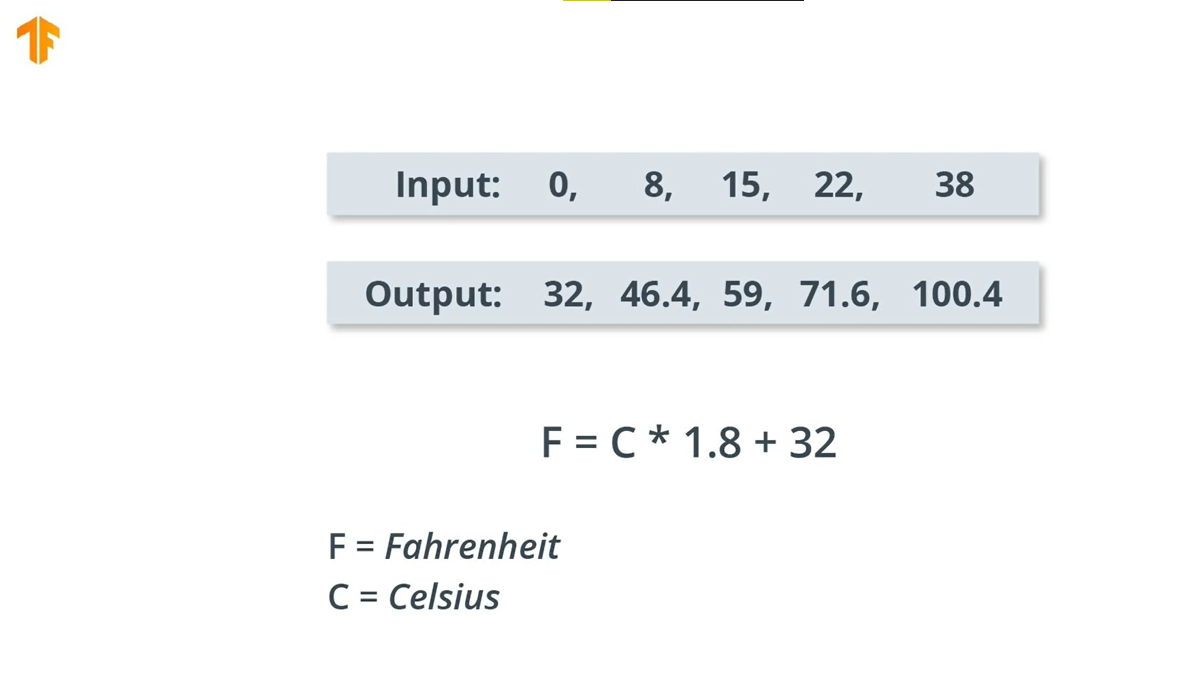 Input: 0, 8, 15, 22, 38
Output: 32, 46.4, 59, 71.6, 100.4
F = C * 1.8 + 32
F = Fahrenheit
C = Celsius